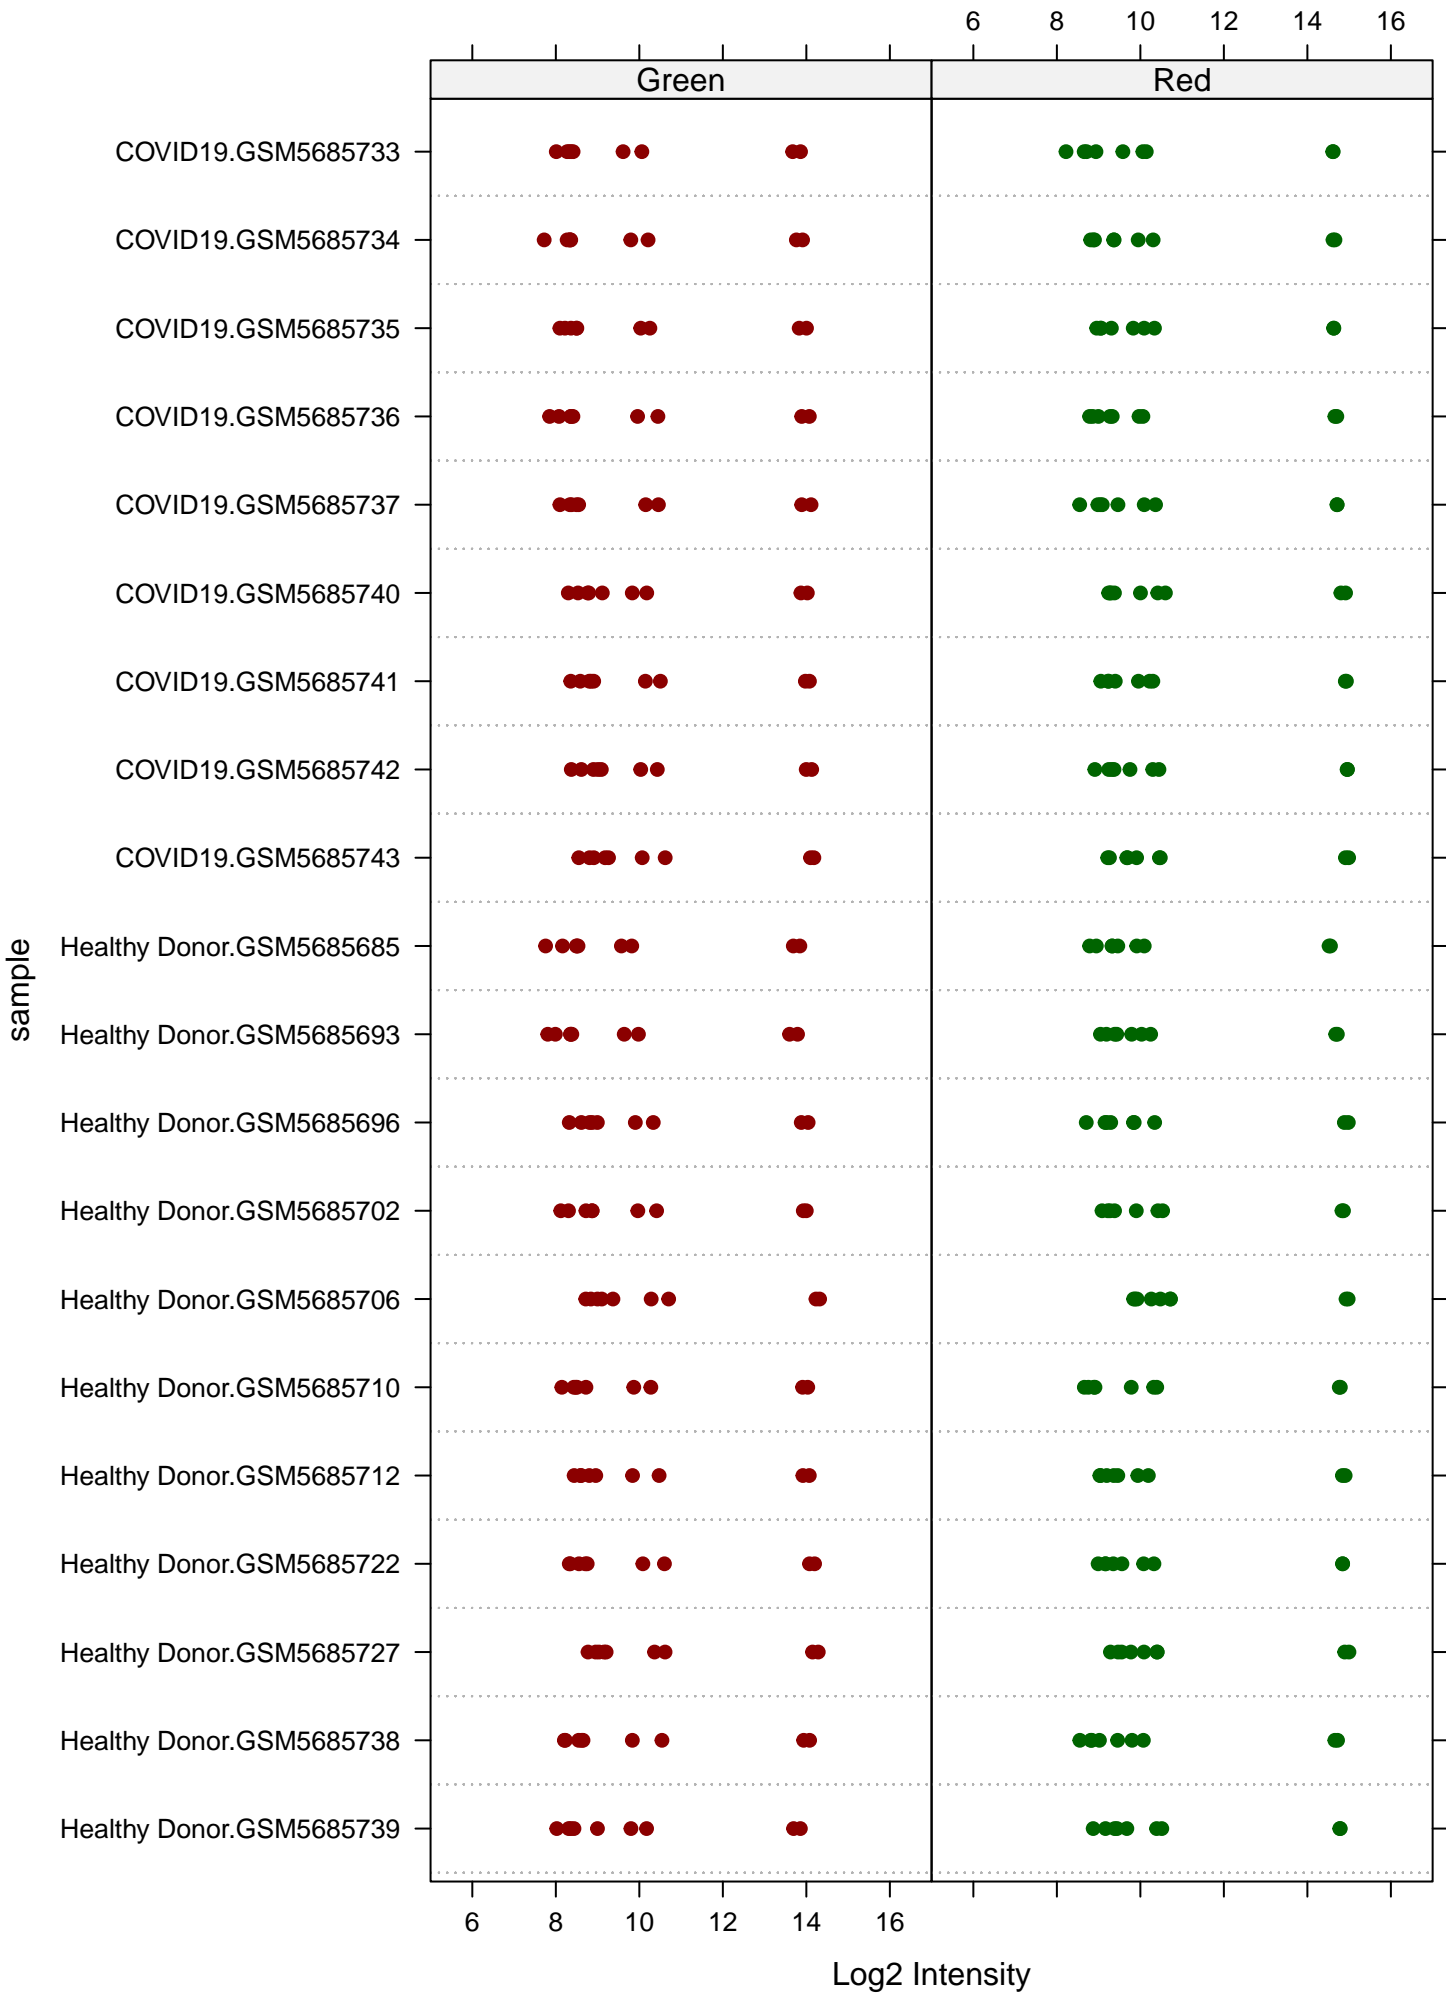 6 8 10 12 14 16
Green Red
COVID19.GSM5685733
COVID19.GSM5685734
COVID19.GSM5685735
COVID19.GSM5685736
COVID19.GSM5685737
COVID19.GSM5685740
COVID19.GSM5685741
COVID19.GSM5685742
COVID19.GSM5685743
Healthy Donor.GSM5685685
Healthy Donor.GSM5685693
Healthy Donor.GSM5685696
Healthy Donor.GSM5685702
Healthy Donor.GSM5685706
Healthy Donor.GSM5685710
Healthy Donor.GSM5685712
Healthy Donor.GSM5685722
Healthy Donor.GSM5685727
Healthy Donor.GSM5685738
Healthy Donor.GSM5685739
sample
6 8 10 12 14 16
Log2 Intensity